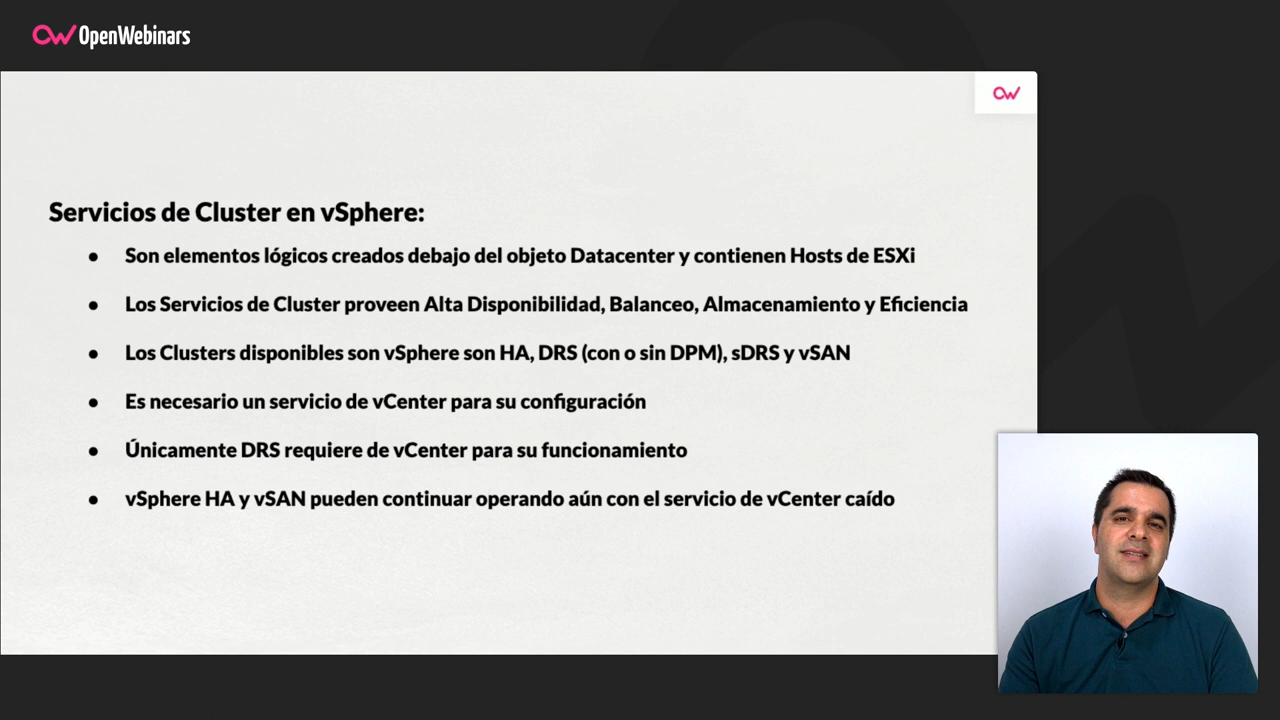 OpenWebinars
Servicios de Cluster en vSphere:
● Son elementos lógicos creados debajo del objeto Datacenter y contienen Hosts de ESXi
● Los Servicios de Cluster proveen Alta Disponibilidad, Balanceo, Almacenamiento y Eficiencia
● Los Clusters disponibles son vSphere son HA, DRS (con o sin DPM), sDRS y vSAN
● Es necesario un servicio de vCenter para su configuración
● Únicamente DRS requiere de vCenter para su funcionamiento
● vSphere HA y vSAN pueden continuar operando aún con el servicio de vCenter caído